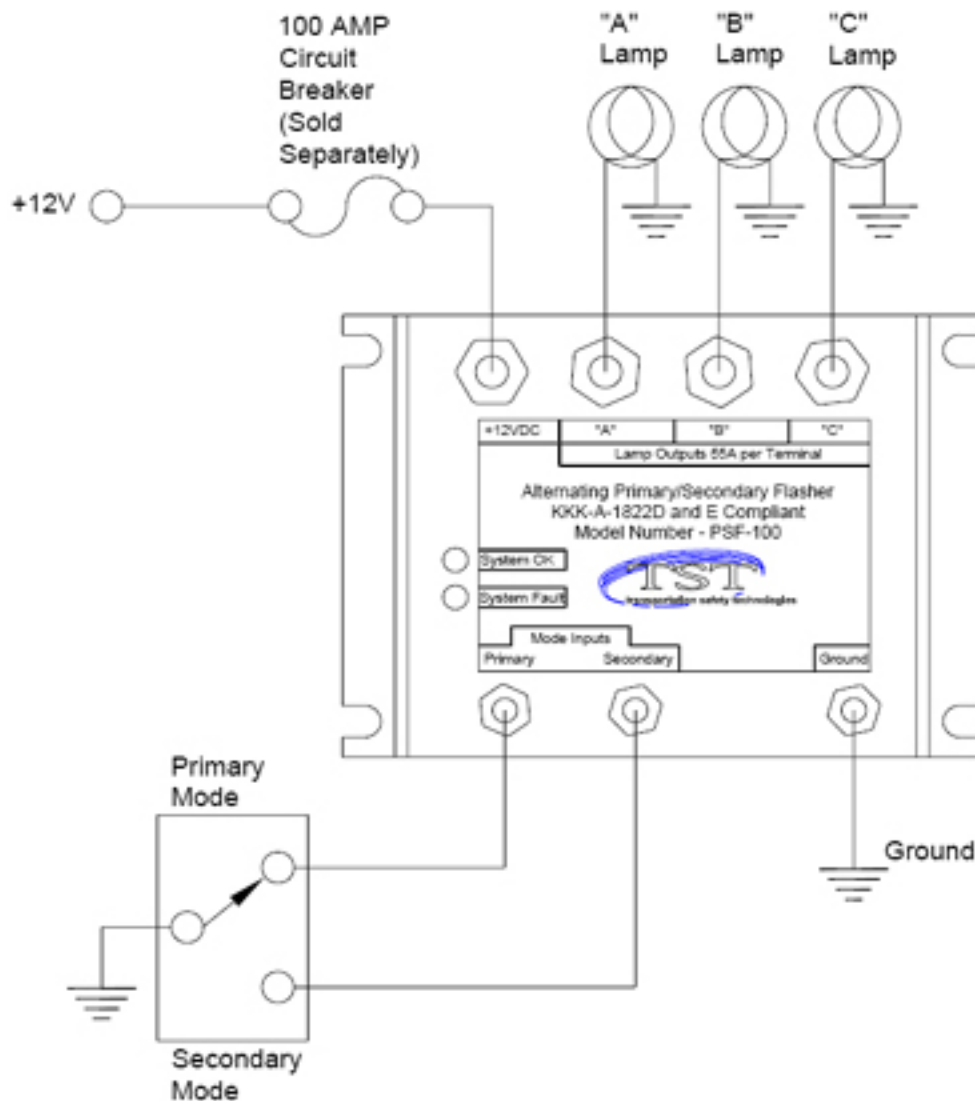 100 AMP
Circuit
Breaker
(Sold
Separately)
"A"
Lamp
"B"
Lamp
"C"
Lamp
+12V
+12VDC
"A"
"B"
"C"
Lamp Outputs 55A per Terminal
Alternating Primary/Secondary Flasher
KKK-A-1822D and E Compliant
Model Number - PSF-100
System OK
System Fault
TST
transportation safety technologies
Mode Inputs
Primary
Secondary
Ground
Primary
Mode
Ground
Secondary
Mode